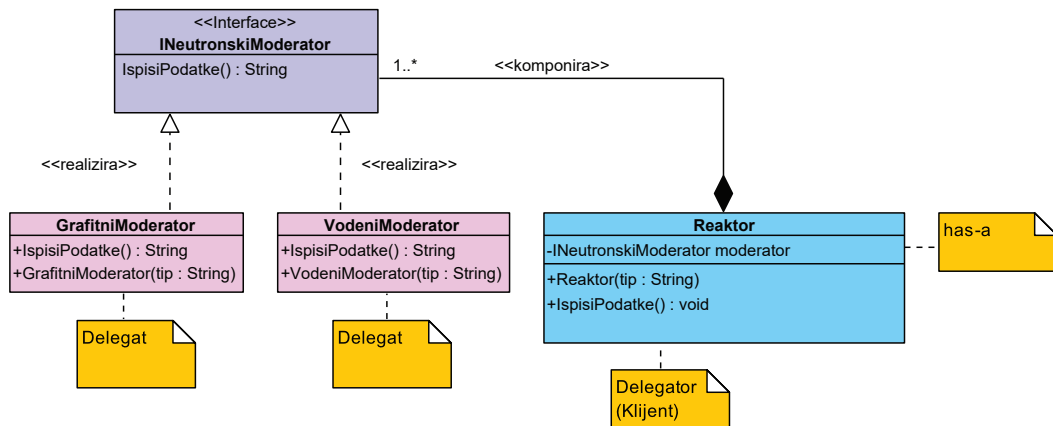 <<Interface>>
INeutronskiModerator
IspisiPodatke() : String
1..*
<<komponira>>
<<realizira>>
<<realizira>>
GrafitniModerator
+IspisiPodatke() : String
+GrafitniModerator(tip : String)
VodeniModerator
+IspisiPodatke() : String
+VodeniModerator(tip : String)
Reaktor
-INeutronskiModerator moderator
+Reaktor(tip : String)
+IspisiPodatke() : void
has-a
Delegat
Delegat
Delegator
(Klijent)